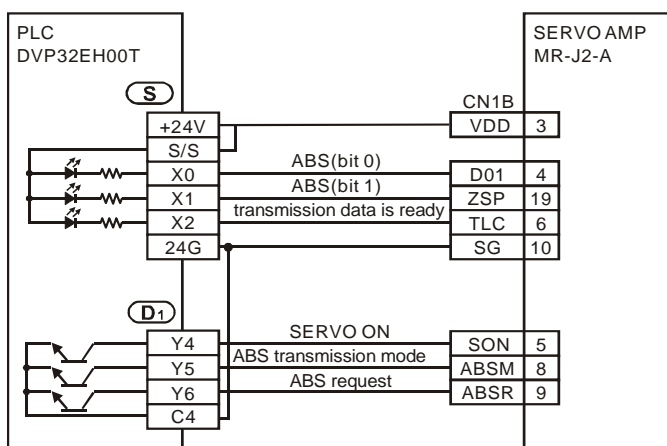 PLC
DVP32EH00T
SERVO AMP
MR-J2-A
S
CN1B
+24V
VDD 3
S/S
X0 ABS(bit 0) D01 4
X1 ABS(bit 1) ZSP 19
X2 transmission data is ready TLC 6
24G SG 10
D1
Y4 SERVO ON SON 5
Y5 ABS transmission mode ABSM 8
Y6 ABS request ABSR 9
C4